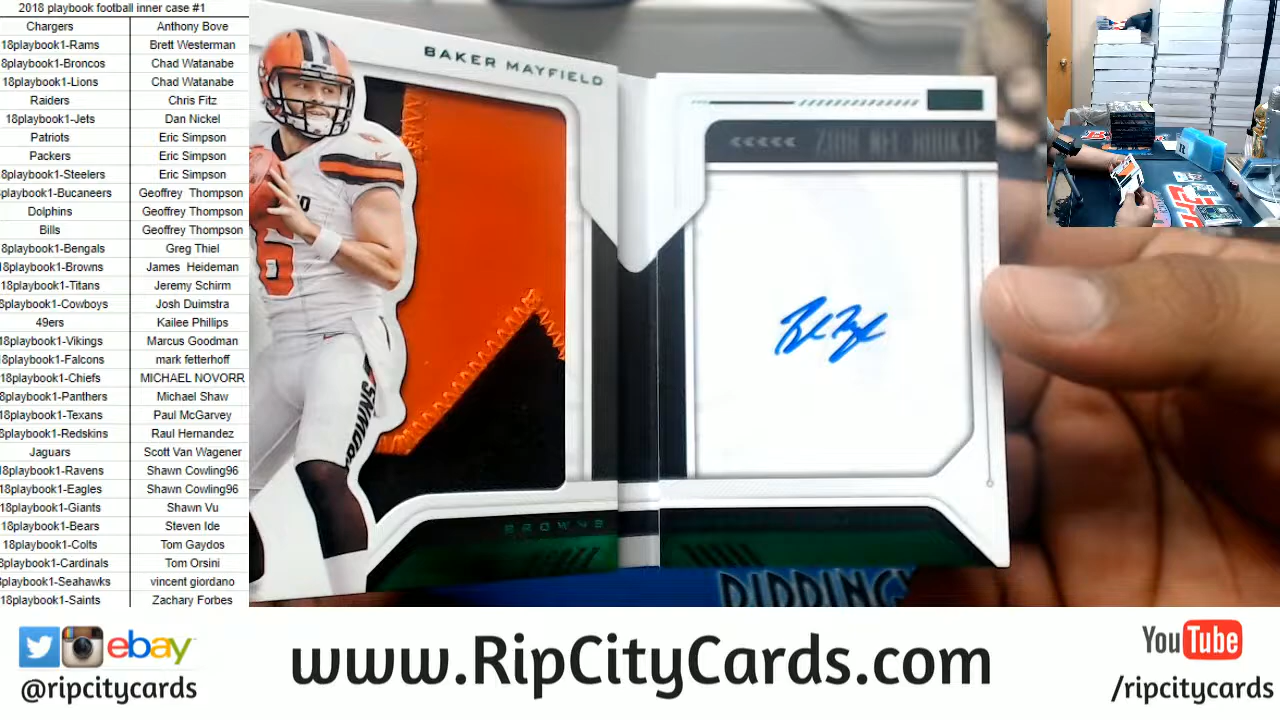 2018 playbook football inner case #1
Chargers Anthony Bove
18playbook1-Rams Brett Westerman
8playbook1-Broncos Chad Watanabe
18playbook1-Lions Chad Watanabe
Raiders Chris Fitz
18playbook1-Jets Dan Nickel
Patriots Eric Simpson
Packers Eric Simpson
8playbook1-Steelers Eric Simpson
playbook1-Bucaneers Geoffrey Thompson
Dolphins Geoffrey Thompson
Bills Geoffrey Thompson
8playbook1-Bengals Greg Thiel
18playbook1-Browns James Heideman
18playbook1-Titans Jeremy Schirm
8playbook1-Cowboys Josh Duimstra
49ers Kailee Phillips
18playbook1-Vikings Marcus Goodman
18playbook1-Falcons mark fetterhoff
18playbook1-Chiefs MICHAEL NOVORR
8playbook1-Panthers Michael Shaw
18playbook1-Texans Paul McGarvey
8playbook1-Redskins Raul Hernandez
Jaguars Scott Van Wagener
8playbook1-Ravens Shawn Cowling96
18playbook1-Eagles Shawn Cowling96
18playbook1-Giants Shawn Vu
18playbook1-Bears Steven Ide
18playbook1-Colts Tom Gaydos
8playbook1-Cardinals Tom Orsini
8playbook1-Seahawks vincent giordano
18playbook1-Saints Zachary Forbes
BAKER MAYFIELD
6
BROWNS
BROWNS
ebay
@ripcitycards
www.RipCityCards.com
YouTube
/ripcitycards